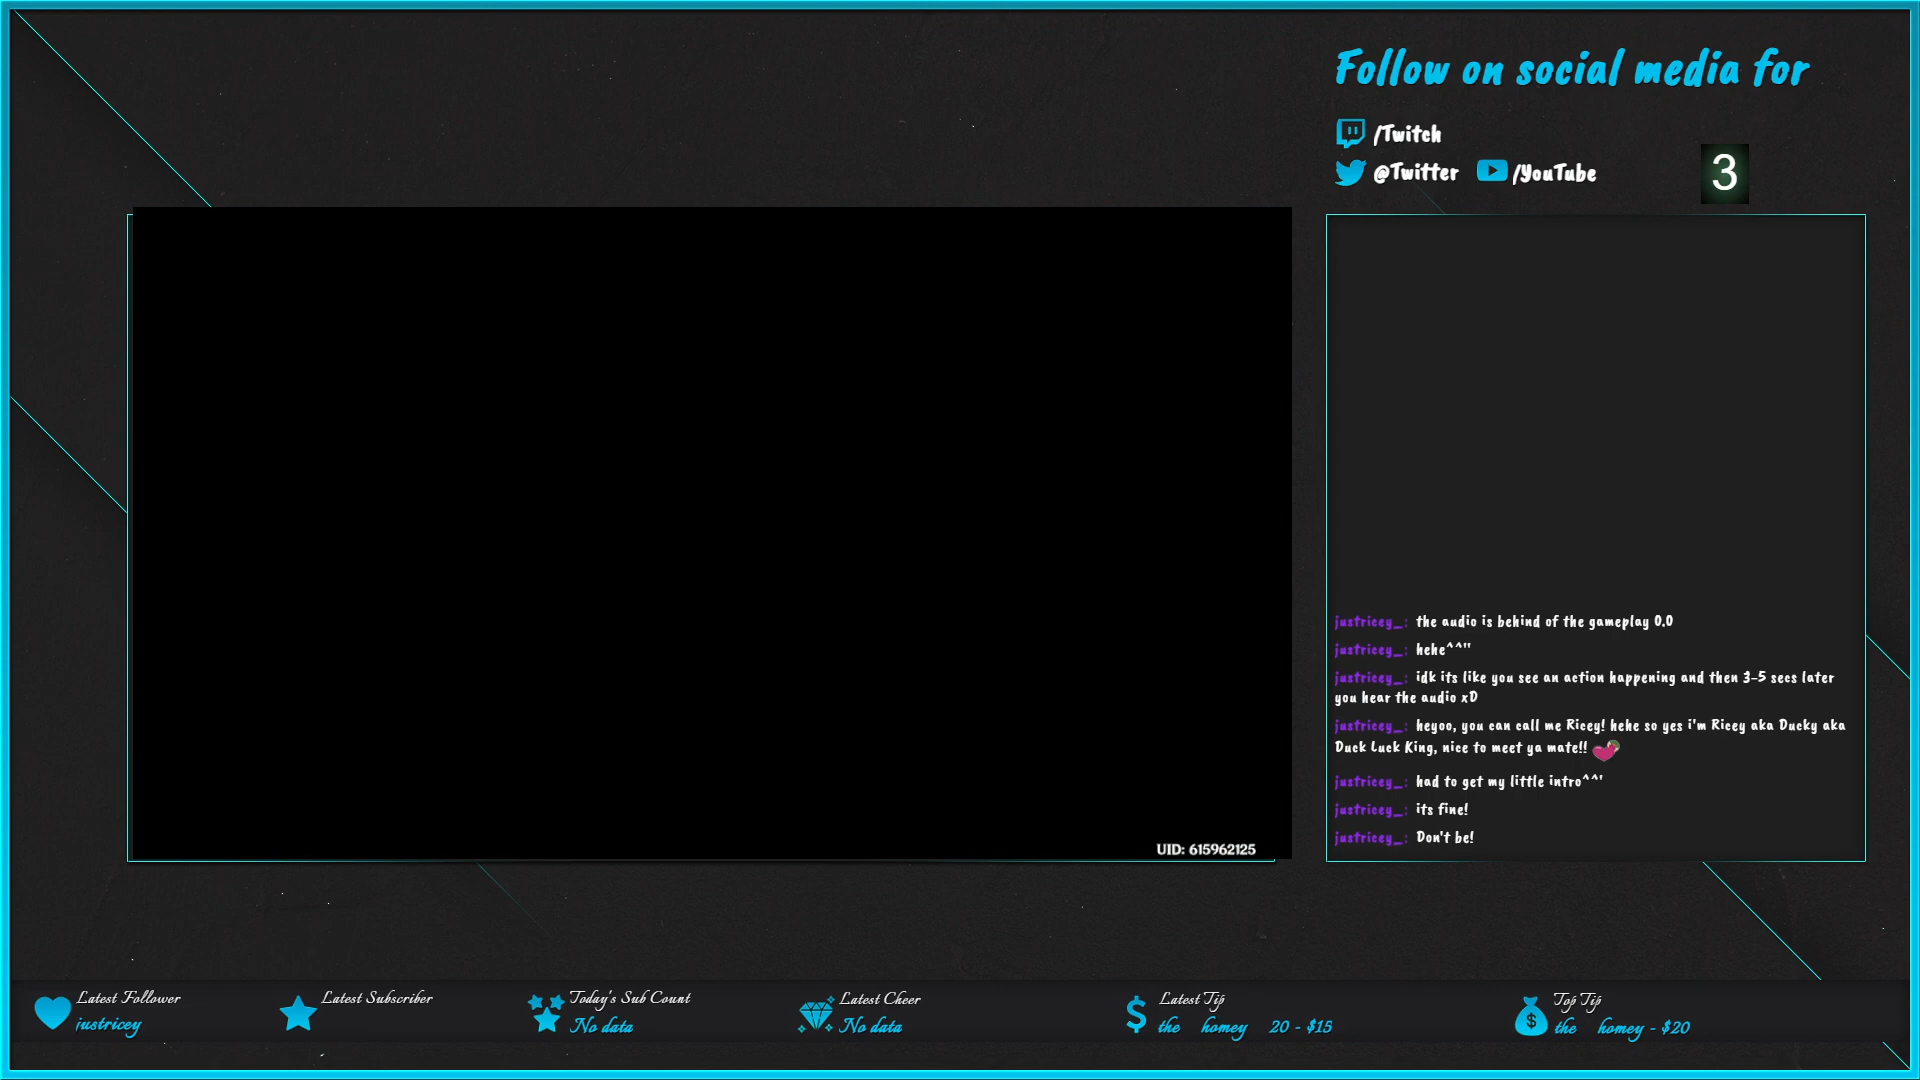 Follow on social media for
/Twitch
@Twitter /YouTube
3
justricey_: the audio is behind of the gameplay 0.0
justricey_: hehe^^"
justricey_: idk its like you see an action happening and then 3-5 secs later
you hear the audio xD
justricey_: heyoo, you can call me Ricey! hehe so yes i'm Ricey aka Ducky aka
Duck Luck King, nice to meet ya mate!!
justricey_: had to get my little intro^^'
justricey_: its fine!
justricey_: Don't be!
UID: 615962125
Latest Follower
justricey
Latest Subscriber
Today's Sub Count
No data
Latest Cheer
No data
Latest Tip
the homey 20 - $15
Top Tip
the homey - $20